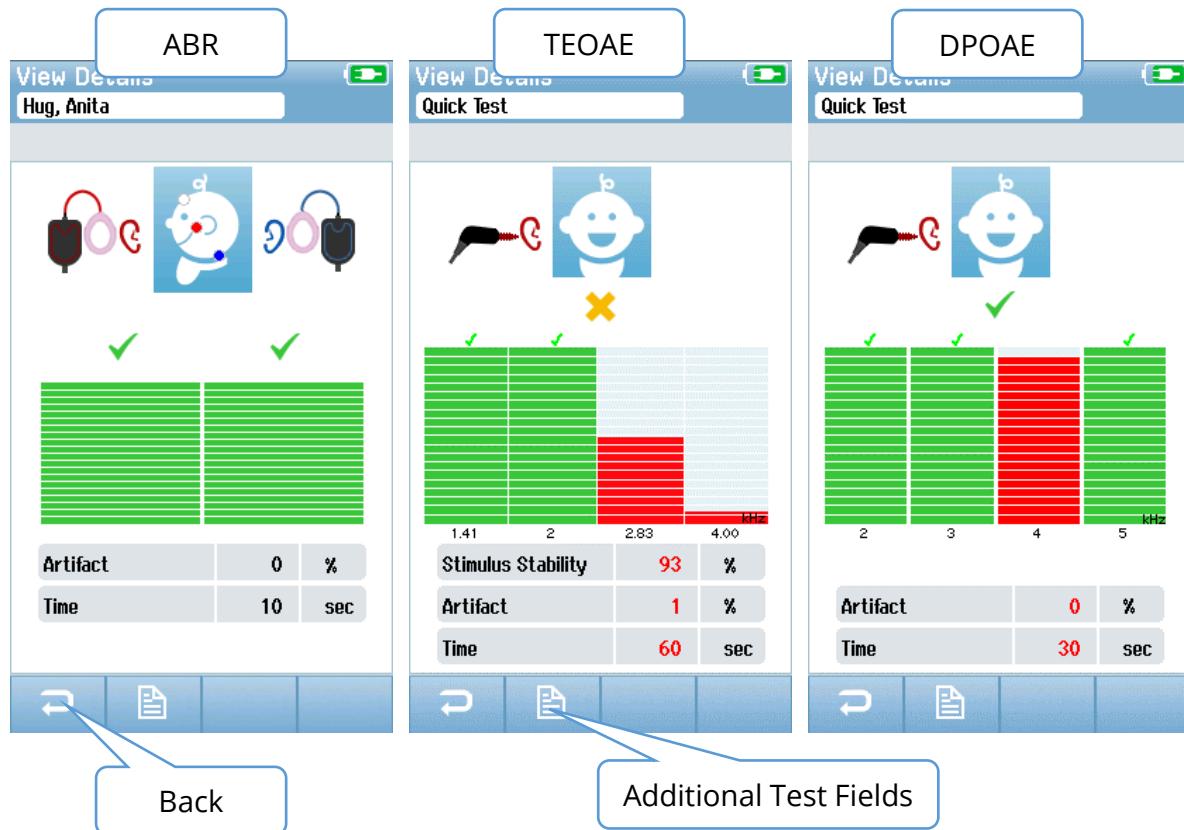 ABR
View Details
Hug, Anita
Artifact 0 %
Time 10 sec
Back
TEOAE
View Details
Quick Test
kHz
1.41 2 2.83 4.00
Stimulus Stability 93 %
Artifact 1 %
Time 60 sec
Additional Test Fields
DPOAE
View Details
Quick Test
kHz
2 3 4 5
Artifact 0 %
Time 30 sec